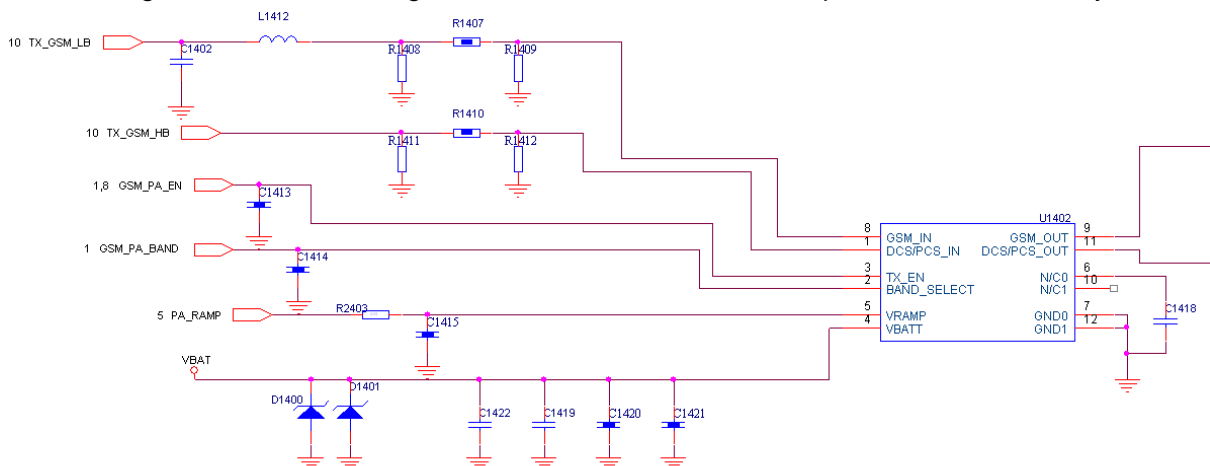 L1412
R1407
10 TX_GSM_LB
C1402
R1408
R1409
R1410
10 TX_GSM_HB
R1411
R1412
1,8 GSM_PA_EN
C1413
1 GSM_PA_BAND
C1414
5 PA_RAMP
R2403
C1415
VBAT
D1400
D1401
C1422
C1419
C1420
C1421
U1402
8 GSM_IN GSM_OUT 9
1 DCS/PCS_IN DCS/PCS_OUT 11
3 TX_EN N/C0 6
2 BAND_SELECT N/C1 10
5 VRAMP GND0 7
4 VBATT GND1 12
C1418